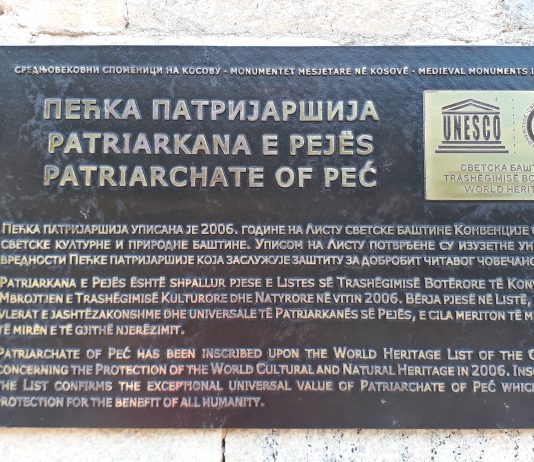 СРЕДЊОВЕКОВНИ СПОМЕНИЦИ НА КОСОВУ · MONUMENTET MESJETARE NË KOSOVË · MEDIEVAL MONUMENTS I
ПЕЋКА ПАТРИЈАРШИЈА
PATRIARKANA E PEJËS
PATRIARCHATE OF PEĆ
UNESCO
СВЕТСКА БАШТ
TRASHËGIMISË BOT
WORLD HERIT
ПЕЋКА ПАТРИЈАРШИЈА УПИСАНА ЈЕ 2006. ГОДИНЕ НА ЛИСТУ СВЕТСКЕ БАШТИНЕ КОНВЕНЦИЈЕ
СВЕТСКЕ КУЛТУРНЕ И ПРИРОДНЕ БАШТИНЕ. УПИСОМ НА ЛИСТУ ПОТВРЂЕНЕ СУ ИЗУЗЕТНЕ УН
ВРЕДНОСТИ ПЕЋКЕ ПАТРИЈАРШИЈЕ КОЈА ЗАСЛУЖУЈЕ ЗАШТИТУ ЗА ДОБРОБИТ ЧИТАВОГ ЧОВЕЧАНС
PATRIARKANA E PEJËS ËSHTË SHPALLUR PJESE E LISTES SË TRASHËGIMISË BOTËRORE TË KON
MBROJTJEN E TRASHËGIMISË KULTURORE DHE NATYRORE NË VITIN 2006. BËRJA PJESË NË LISTË,
VLERAT E JASHTËZAKONSHME DHE UNIVERSALE TË PATRIARKANËS SË PEJËS, E CILA MERITON TË M
TË MIRËN E TË GJITHË NJERËZIMIT.
PATRIARCHATE OF PEĆ HAS BEEN INSCRIBED UPON THE WORLD HERITAGE LIST OF THE C
CONCERNING THE PROTECTION OF THE WORLD CULTURAL AND NATURAL HERITAGE IN 2006. INSC
THE LIST CONFIRMS THE EXCEPTIONAL UNIVERSAL VALUE OF PATRIARCHATE OF PEĆ WHIC
PROTECTION FOR THE BENEFIT OF ALL HUMANITY.